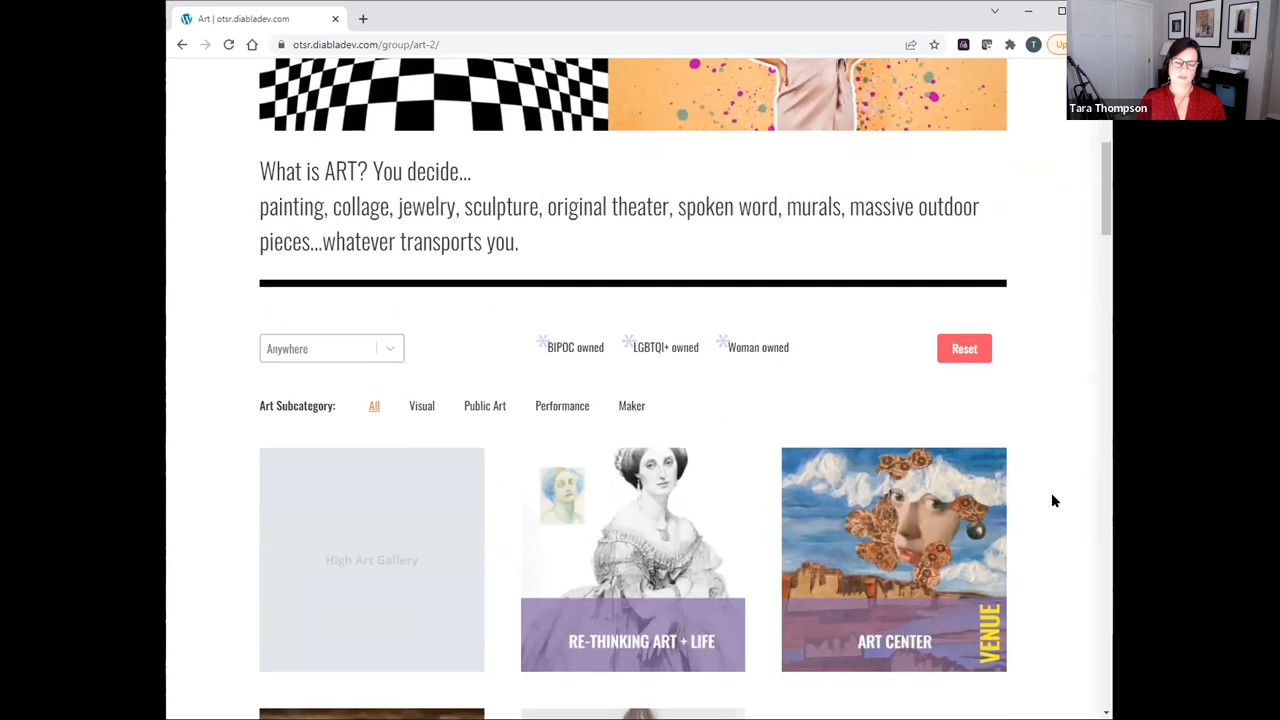 Art | otsr.diabladev.com
otsr.diabladev.com/group/art-2/
T
Up
Tara Thompson
What is ART? You decide...
painting, collage, jewelry, sculpture, original theater, spoken word, murals, massive outdoor
pieces...whatever transports you.
Anywhere
BIPOC owned
LGBTQI+ owned
Woman owned
Reset
Art Subcategory:
All
Visual
Public Art
Performance
Maker
High Art Gallery
RE-THINKING ART + LIFE
ART CENTER
VENUE